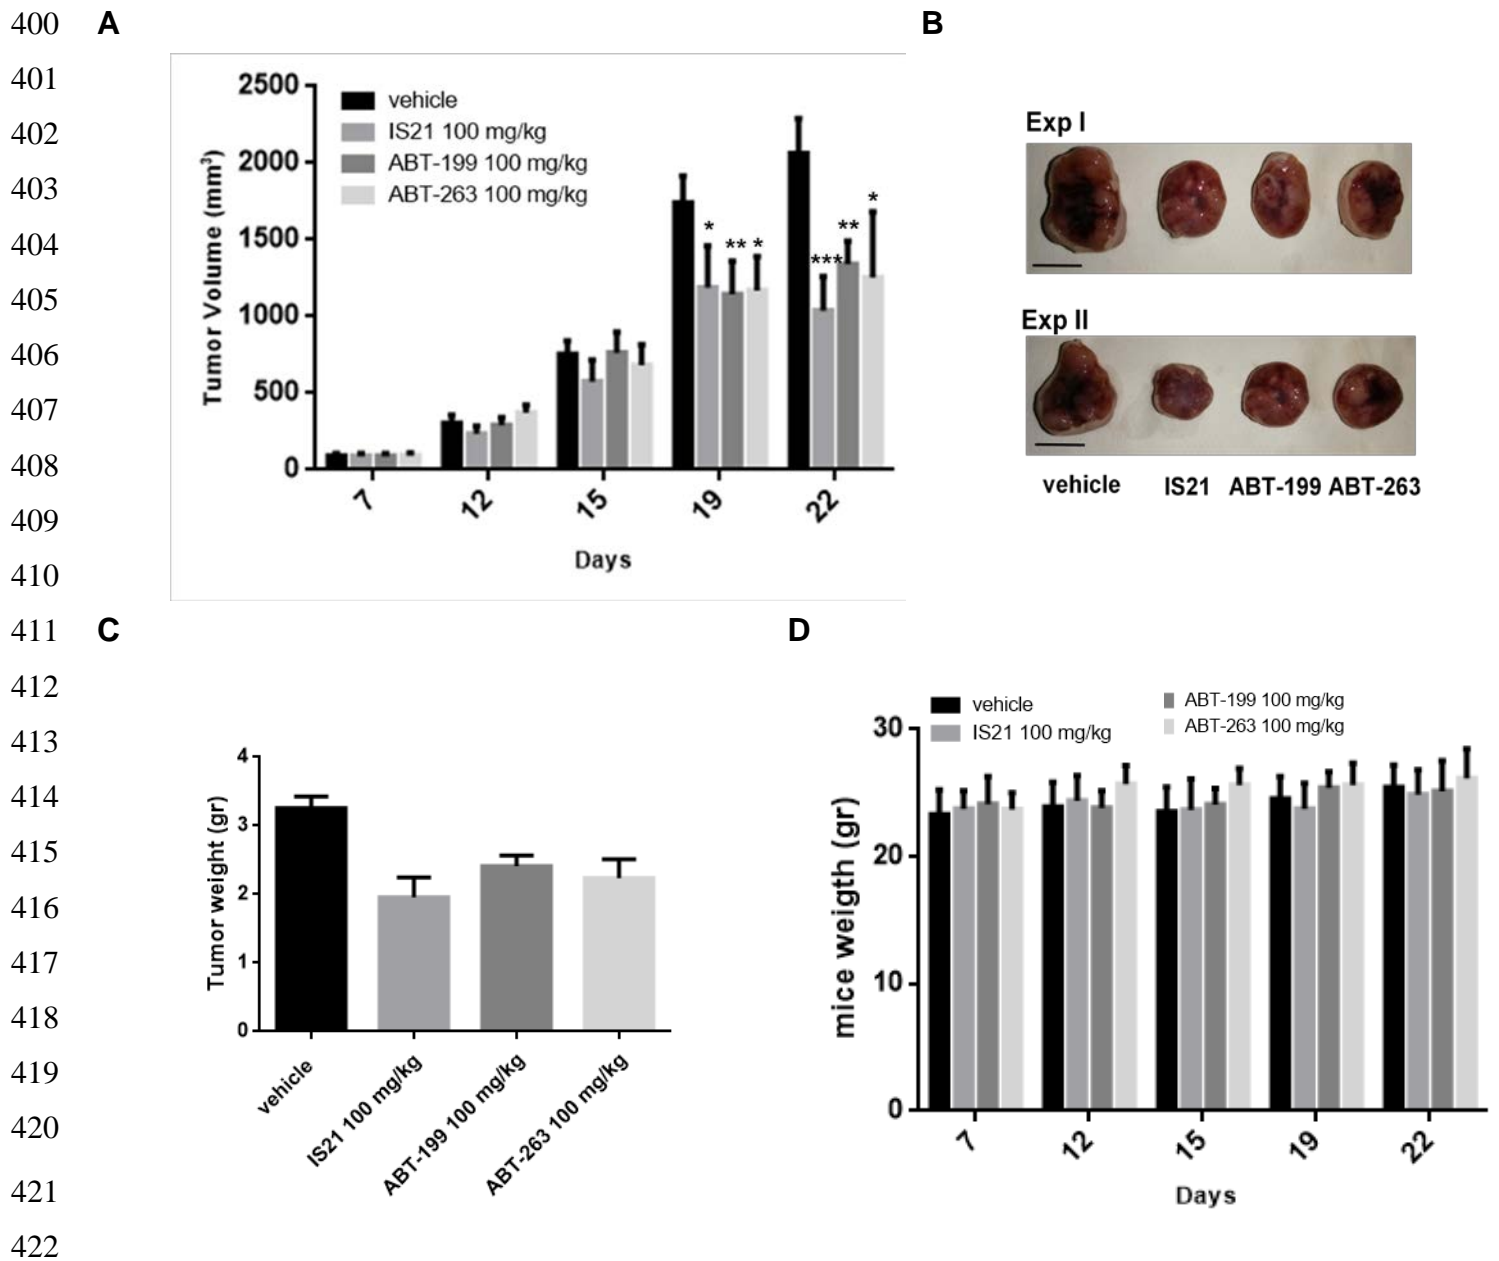 400
401
402
403
404
405
406
407
408
409
410
411
412
413
414
415
416
417
418
419
420
421
422
A
2500
2000
1500
1000
500
0
Tumor Volume (mm³)
vehicle
IS21 100 mg/kg
ABT-199 100 mg/kg
ABT-263 100 mg/kg
* ** *
*** ** *
7 12 15 19 22
Days
B
Exp I
Exp II
vehicle IS21 ABT-199 ABT-263
C
4
3
2
1
0
Tumor weight (gr)
vehicle
IS21 100 mg/kg
ABT-199 100 mg/kg
ABT-263 100 mg/kg
D
vehicle
IS21 100 mg/kg
ABT-199 100 mg/kg
ABT-263 100 mg/kg
30
20
10
0
mice weigth (gr)
7 12 15 19 22
Days